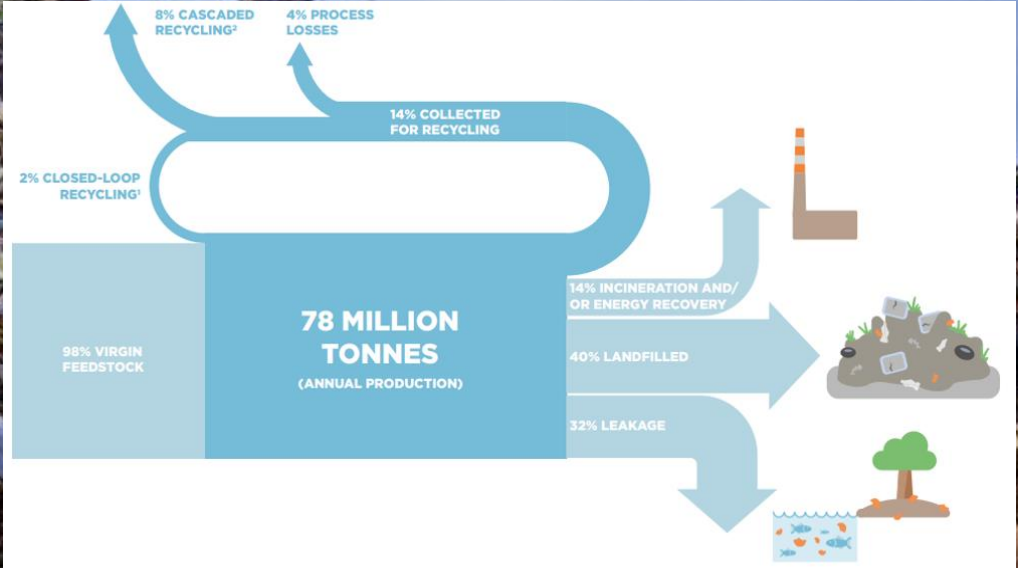 8% CASCADED
RECYCLING²
4% PROCESS
LOSSES
14% COLLECTED
FOR RECYCLING
2% CLOSED-LOOP
RECYCLING¹
98% VIRGIN
FEEDSTOCK
78 MILLION
TONNES
(ANNUAL PRODUCTION)
14% INCINERATION AND/
OR ENERGY RECOVERY
40% LANDFILLED
32% LEAKAGE